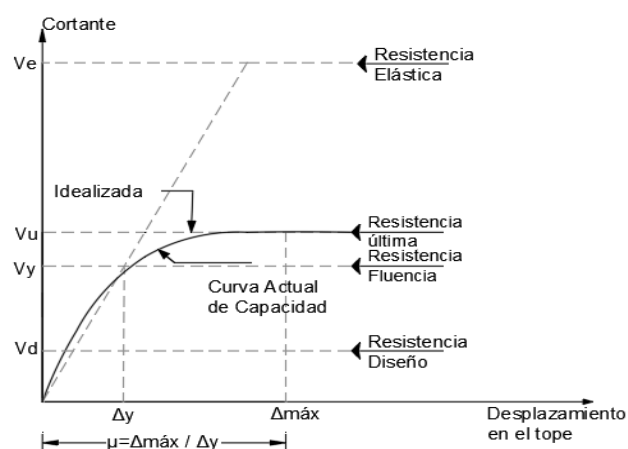 Cortante
Ve
Resistencia
Elástica
Idealizada
Vu
Resistencia
última
Vy
Resistencia
Fluencia
Curva Actual
de Capacidad
Vd
Resistencia
Diseño
Δy
Δmáx
Desplazamiento
en el tope
μ=Δmáx / Δy